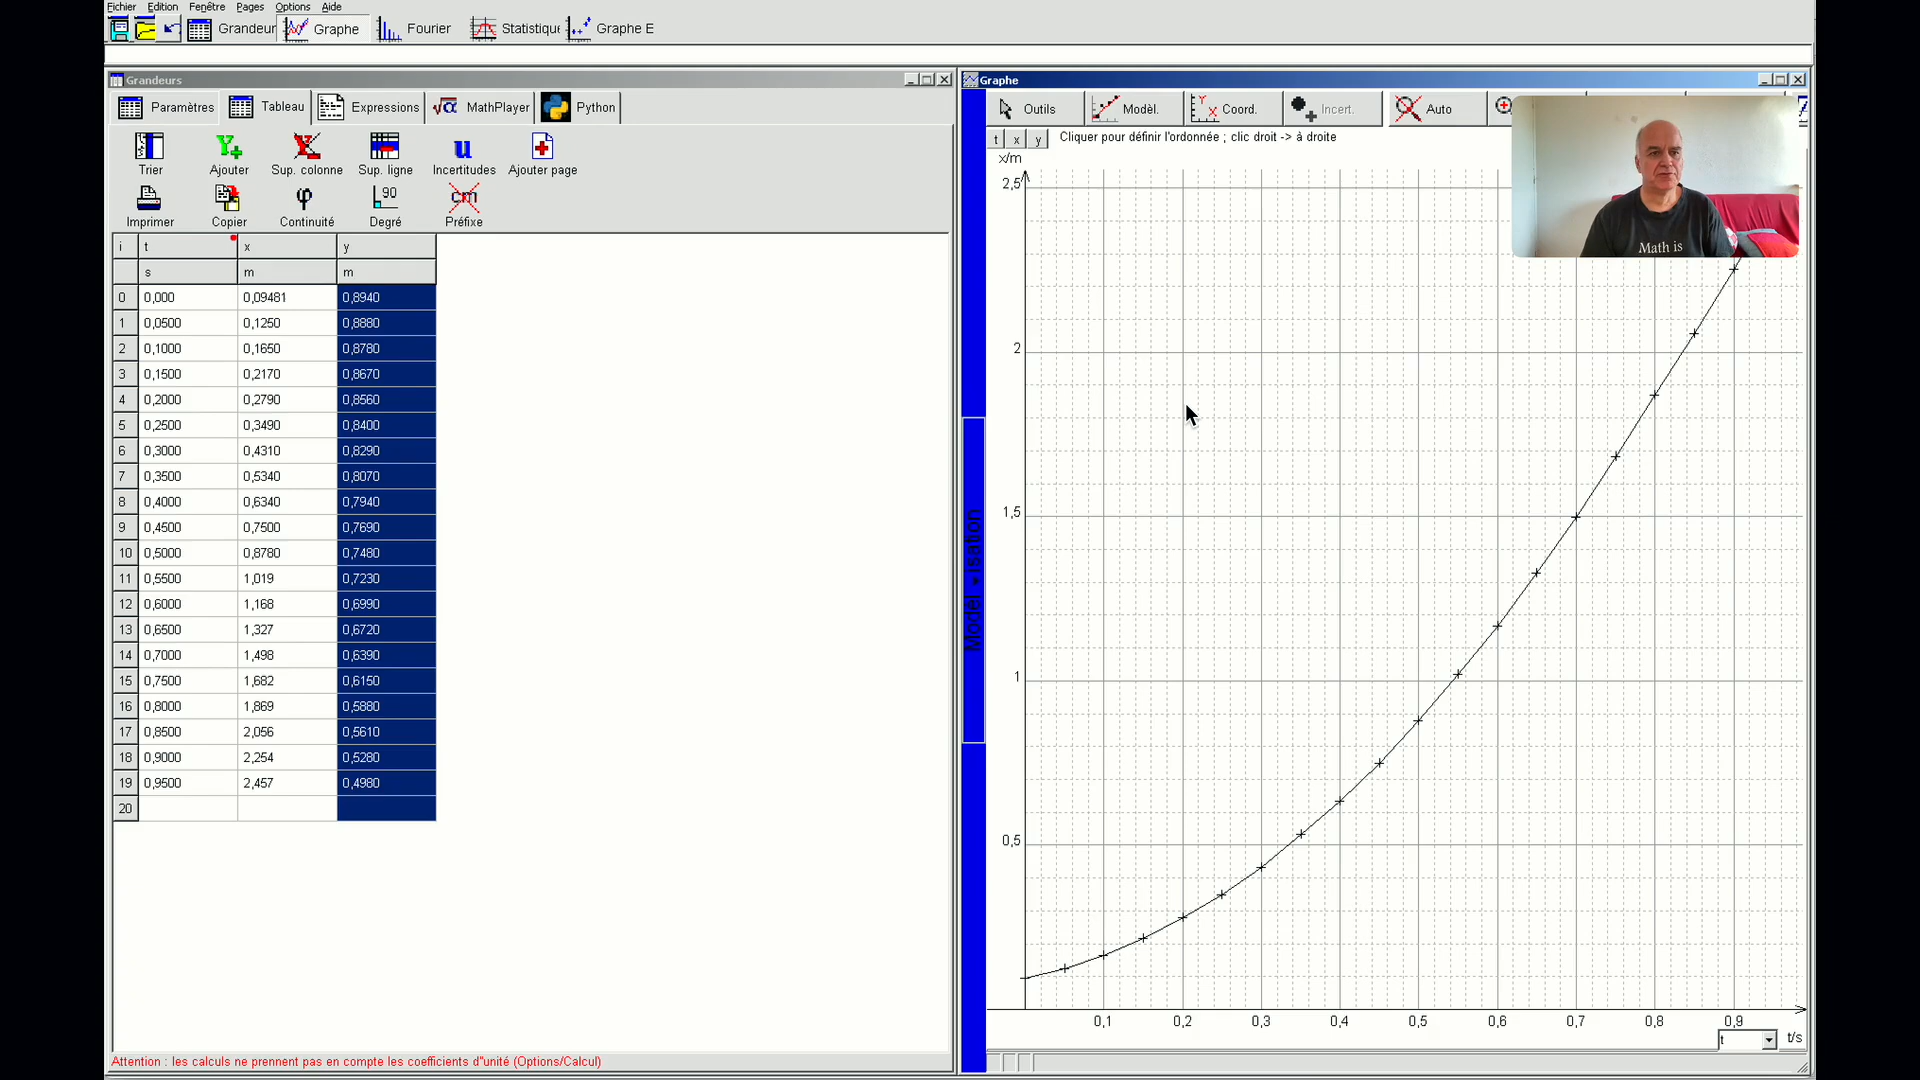 Fichier Edition Fenêtre Pages Options Aide
Grandeur Graphe Fourier Statistiqu Graphe E
Grandeurs
Paramètres Tableau Expressions MathPlayer Python
Trier Ajouter Sup. colonne Sup. ligne Incertitudes Ajouter page
Imprimer Copier Continuité Degré Préfixe
i t x y
s m m
0 0,000 0,09481 0,8940
1 0,0500 0,1250 0,8880
2 0,1000 0,1650 0,8780
3 0,1500 0,2170 0,8670
4 0,2000 0,2790 0,8560
5 0,2500 0,3490 0,8400
6 0,3000 0,4310 0,8290
7 0,3500 0,5340 0,8070
8 0,4000 0,6340 0,7940
9 0,4500 0,7500 0,7690
10 0,5000 0,8780 0,7480
11 0,5500 1,019 0,7230
12 0,6000 1,168 0,6990
13 0,6500 1,327 0,6720
14 0,7000 1,498 0,6390
15 0,7500 1,682 0,6150
16 0,8000 1,869 0,5880
17 0,8500 2,056 0,5610
18 0,9000 2,254 0,5280
19 0,9500 2,457 0,4980
20
Attention : les calculs ne prennent pas en compte les coefficients d"unité (Options/Calcul)
Graphe
Outils Modèl. Coord. Incert. Auto
t x y Cliquer pour définir l'ordonnée ; clic droit -> à droite
x/m
2,5
2
1,5
1
0,5
0,1 0,2 0,3 0,4 0,5 0,6 0,7 0,8 0,9
t t/s
Math is